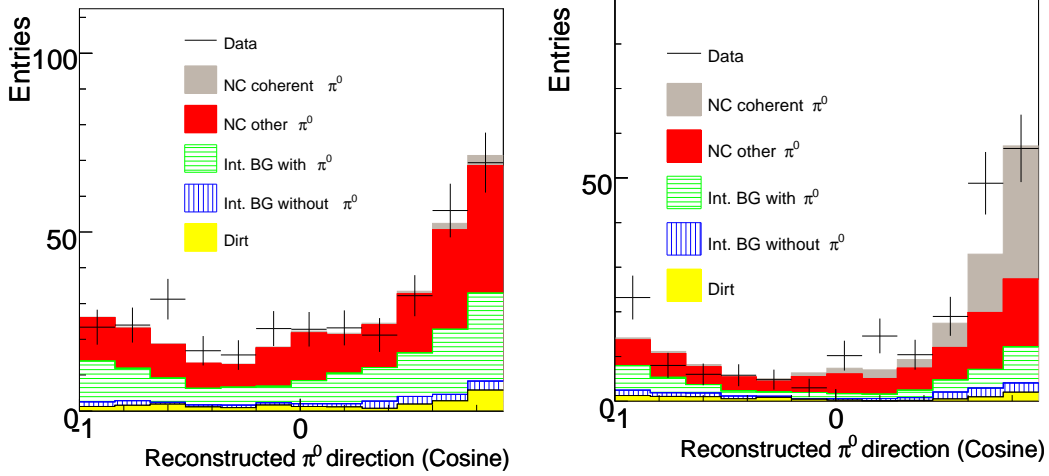 Entries
100
50
0
-1
0
Data
NC coherent π⁰
NC other π⁰
Int. BG with π⁰
Int. BG without π⁰
Dirt
Reconstructed π⁰ direction (Cosine)
Entries
50
0
-1
0
Data
NC coherent π⁰
NC other π⁰
Int. BG with π⁰
Int. BG without π⁰
Dirt
Reconstructed π⁰ direction (Cosine)